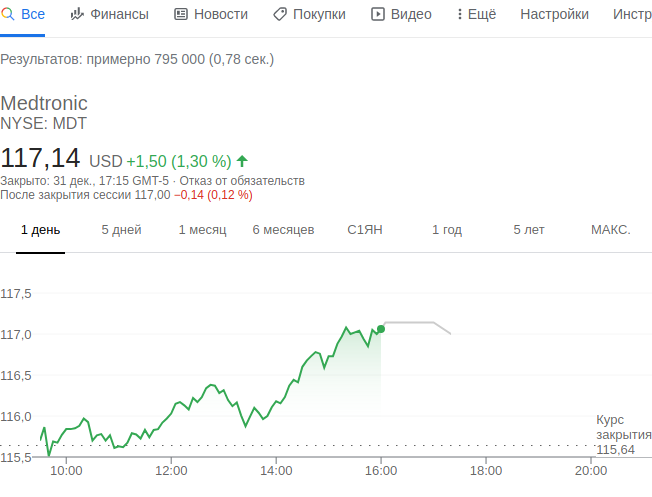 Все Финансы Новости Покупки Видео Ещё Настройки Инстр
Результатов: примерно 795 000 (0,78 сек.)
Medtronic
NYSE: MDT
117,14 USD +1,50 (1,30 %)
Закрыто: 31 дек., 17:15 GMT-5 · Отказ от обязательств
После закрытия сессии 117,00 −0,14 (0,12 %)
1 день 5 дней 1 месяц 6 месяцев С1ЯН 1 год 5 лет МАКС.
117,5
117,0
116,5
116,0
Курс
закрытия
115,64
115,5
10:00 12:00 14:00 16:00 18:00 20:00